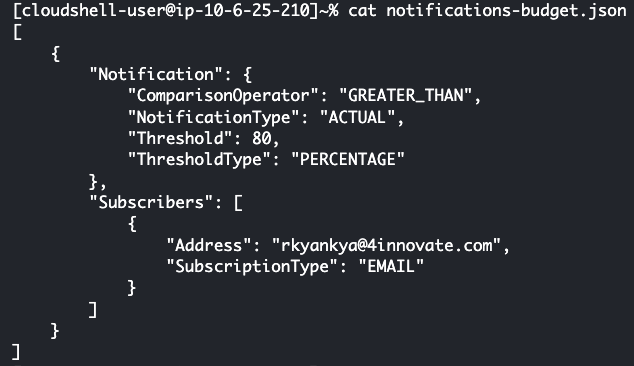 [cloudshell-user@ip-10-6-25-210]~% cat notifications-budget.json
[
    {
        "Notification": {
            "ComparisonOperator": "GREATER_THAN",
            "NotificationType": "ACTUAL",
            "Threshold": 80,
            "ThresholdType": "PERCENTAGE"
        },
        "Subscribers": [
            {
                "Address": "rkyankya@4innovate.com",
                "SubscriptionType": "EMAIL"
            }
        ]
    }
]